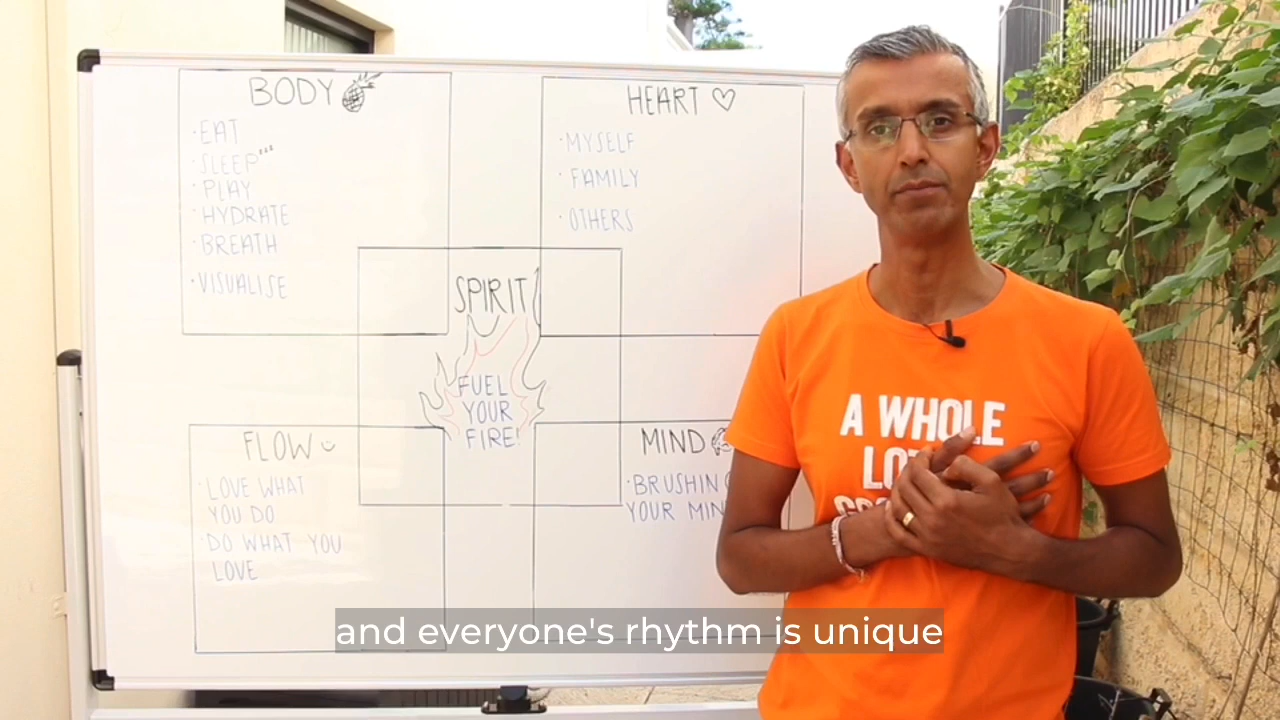 BODY
· EAT
· SLEEP zzz
· PLAY
· HYDRATE
· BREATH
· VISUALISE
HEART
· MYSELF
· FAMILY
· OTHERS
SPIRIT
FUEL
YOUR
FIRE!
FLOW
· LOVE WHAT
YOU DO
· DO WHAT YOU
LOVE
MIND
· BRUSHIN
YOUR MIN
A WHOLE
and everyone's rhythm is unique